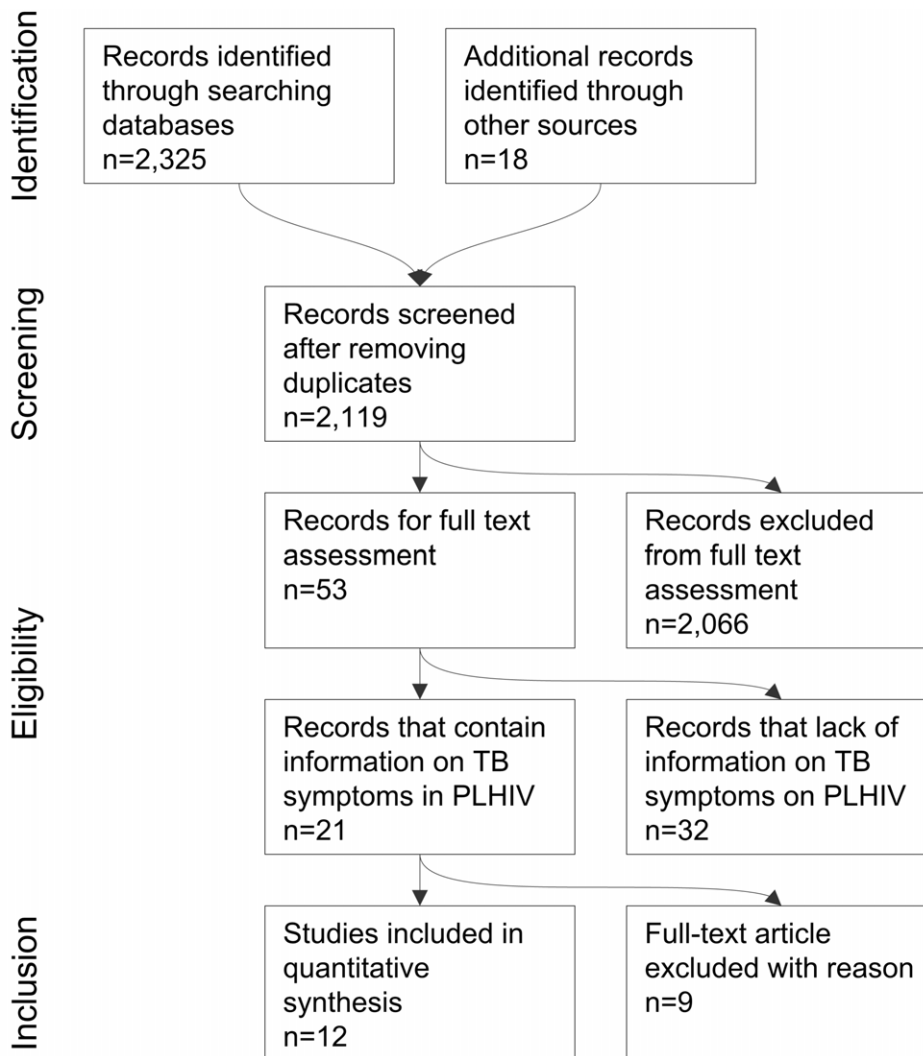 Identification
Records identified
through searching
databases
n=2,325
Additional records
identified through
other sources
n=18
Screening
Records screened
after removing
duplicates
n=2,119
Eligibility
Records for full text
assessment
n=53
Records excluded
from full text
assessment
n=2,066
Records that contain
information on TB
symptoms in PLHIV
n=21
Records that lack of
information on TB
symptoms on PLHIV
n=32
Inclusion
Studies included in
quantitative
synthesis
n=12
Full-text article
excluded with reason
n=9